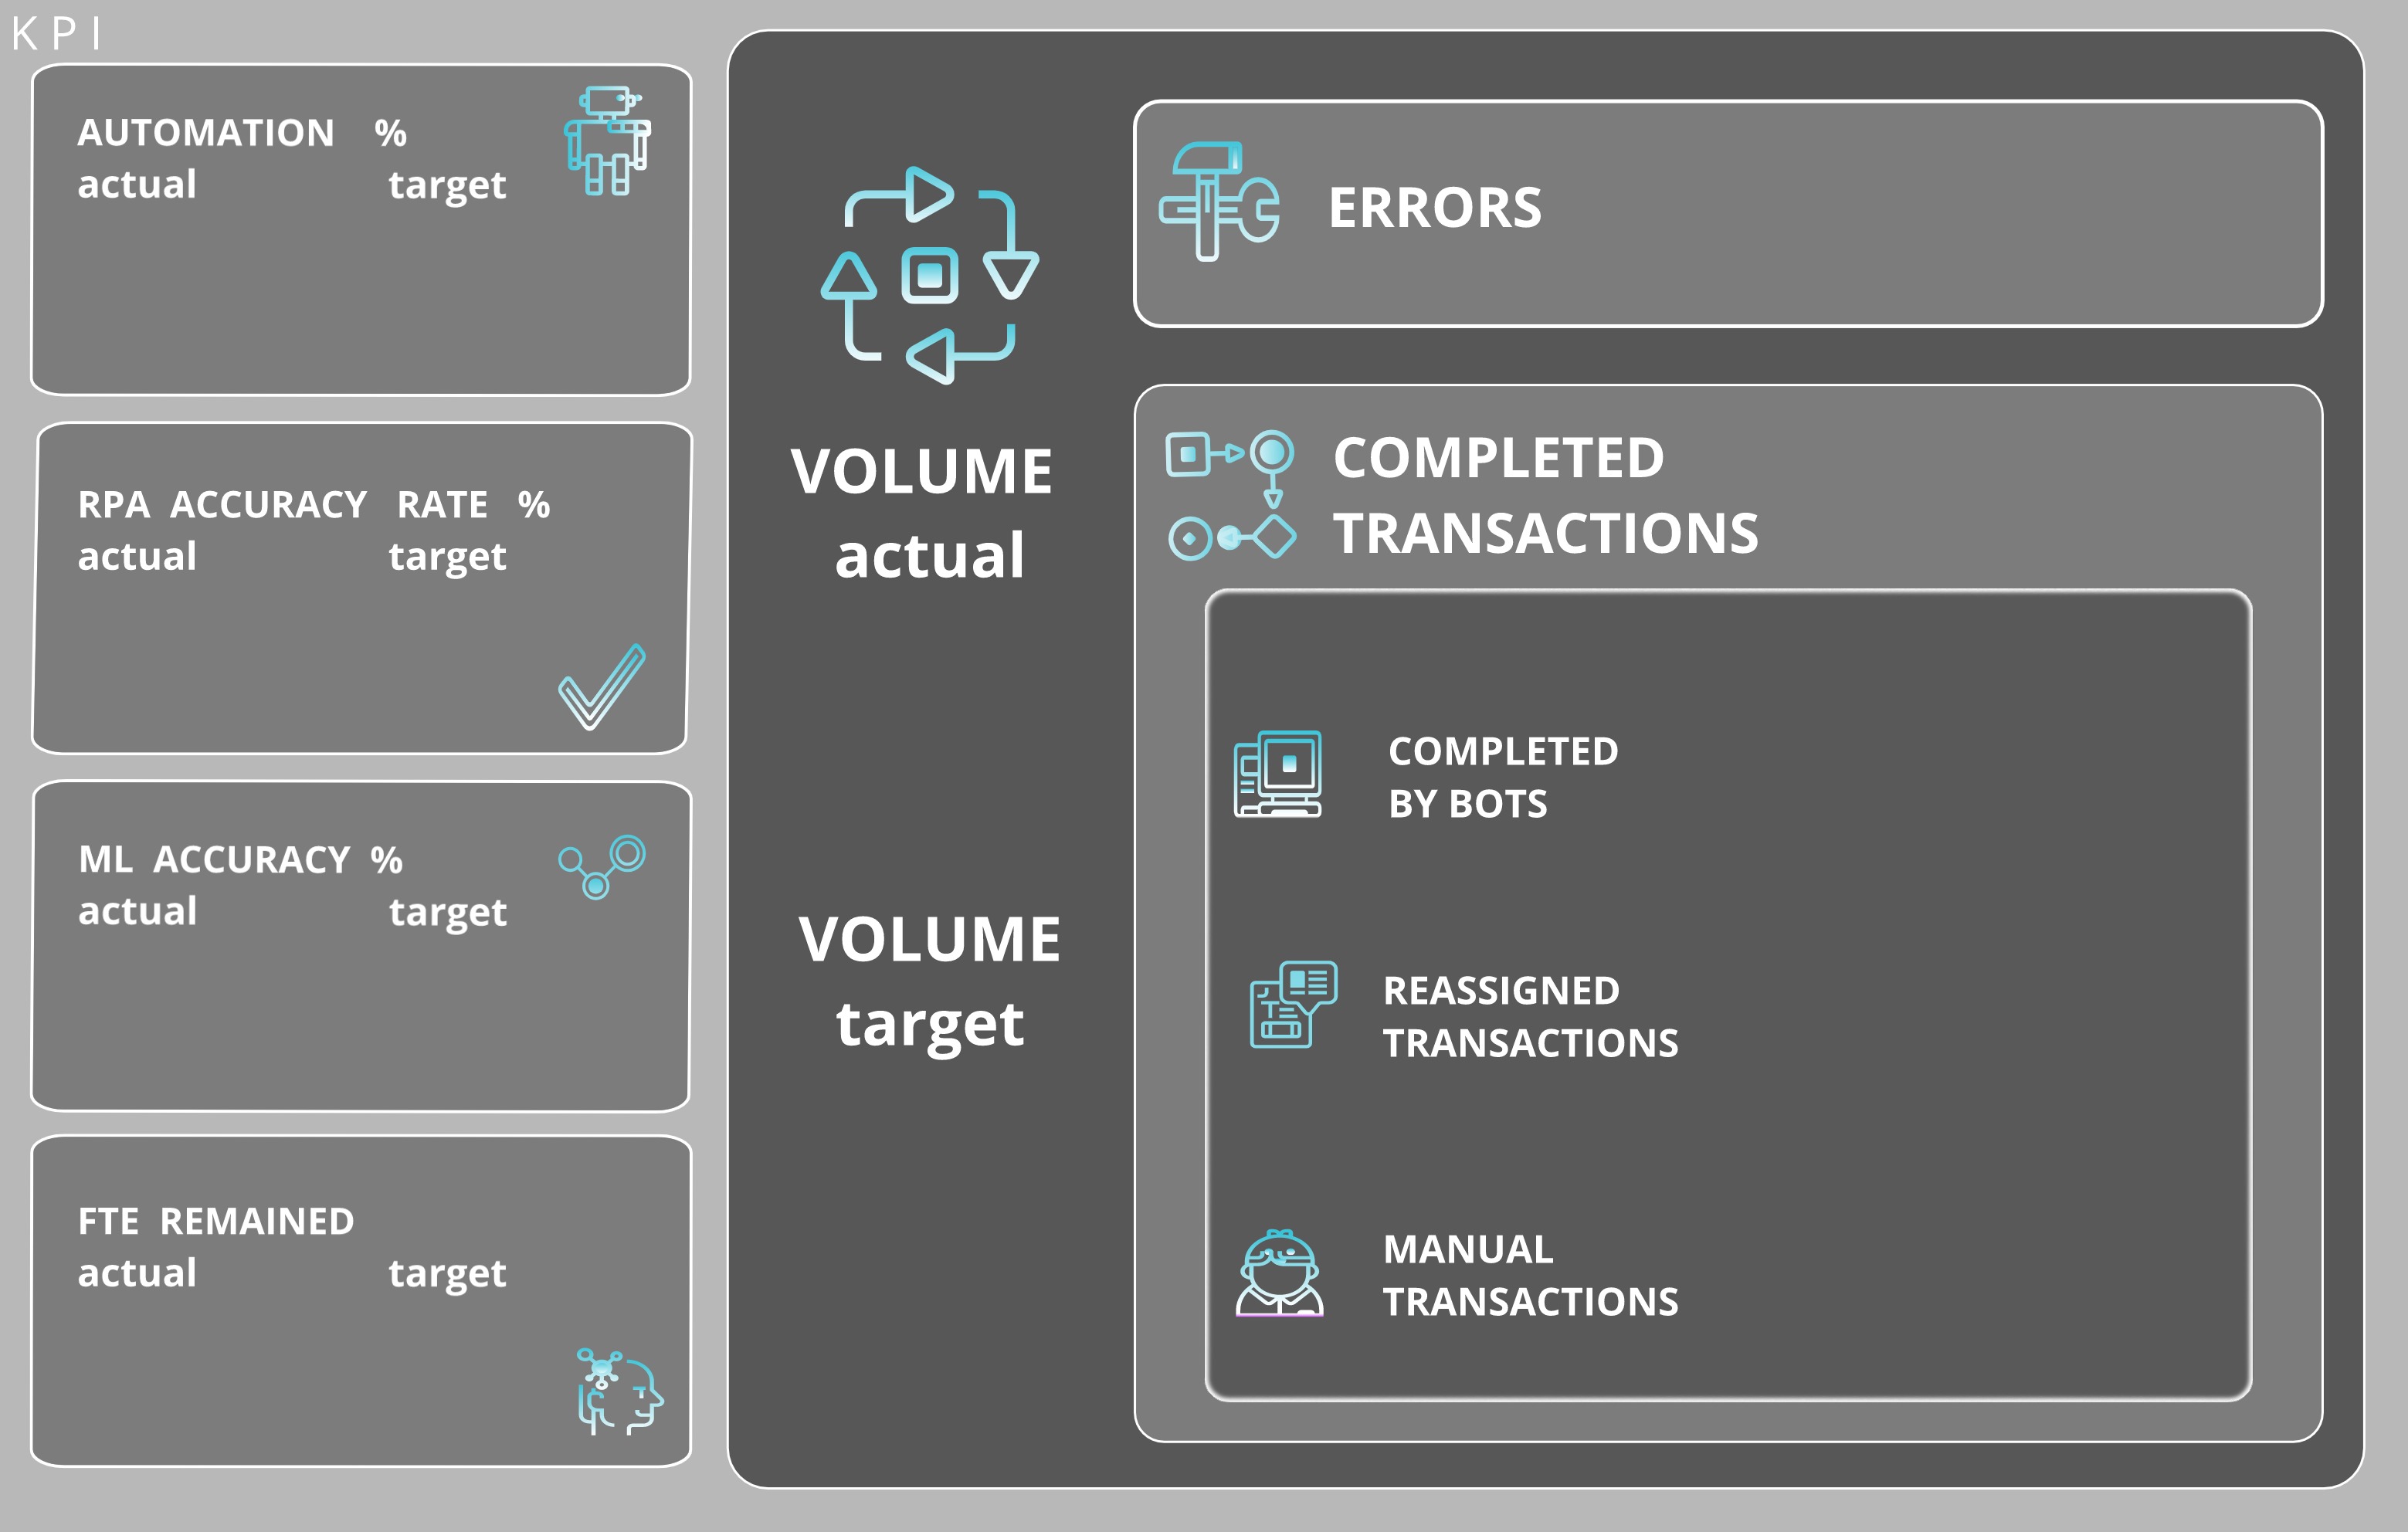 KPI
AUTOMATION %
actual target
RPA ACCURACY RATE %
actual target
ML ACCURACY %
actual target
FTE REMAINED
actual target
VOLUME
actual
VOLUME
target
ERRORS
COMPLETED
TRANSACTIONS
COMPLETED
BY BOTS
REASSIGNED
TRANSACTIONS
MANUAL
TRANSACTIONS